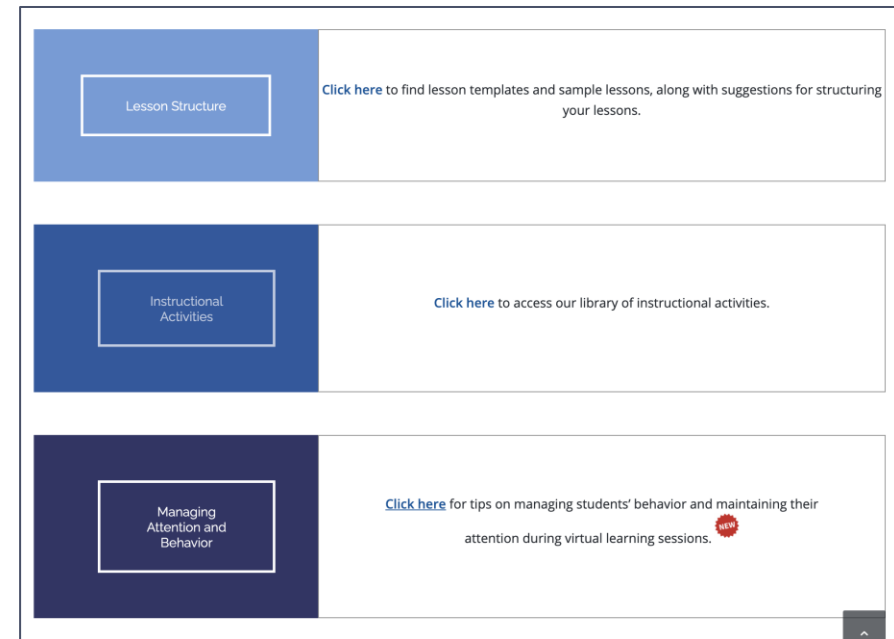 Lesson Structure
Click here to find lesson templates and sample lessons, along with suggestions for structuring
your lessons.
Instructional
Activities
Click here to access our library of instructional activities.
Managing
Attention and
Behavior
Click here for tips on managing students’ behavior and maintaining their
attention during virtual learning sessions. NEW